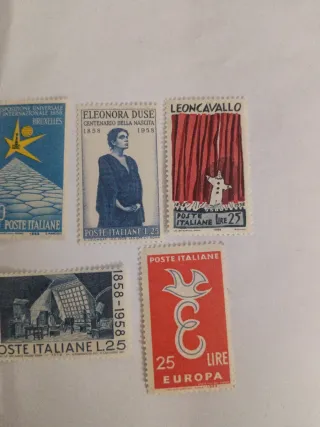 ESPOSIZIONE UNIVERSALE
INTERNAZIONALE 1958
BRUXELLES
POSTE ITALIANE
ELEONORA DUSE
CENTENARIO DELLA NASCITA
1858 1958
POSTE ITALIANE L.25
LEONCAVALLO
POSTE
ITALIANE LIRE 25
1858-1958
POSTE ITALIANE L.25
POSTE ITALIANE
25 LIRE
EUROPA